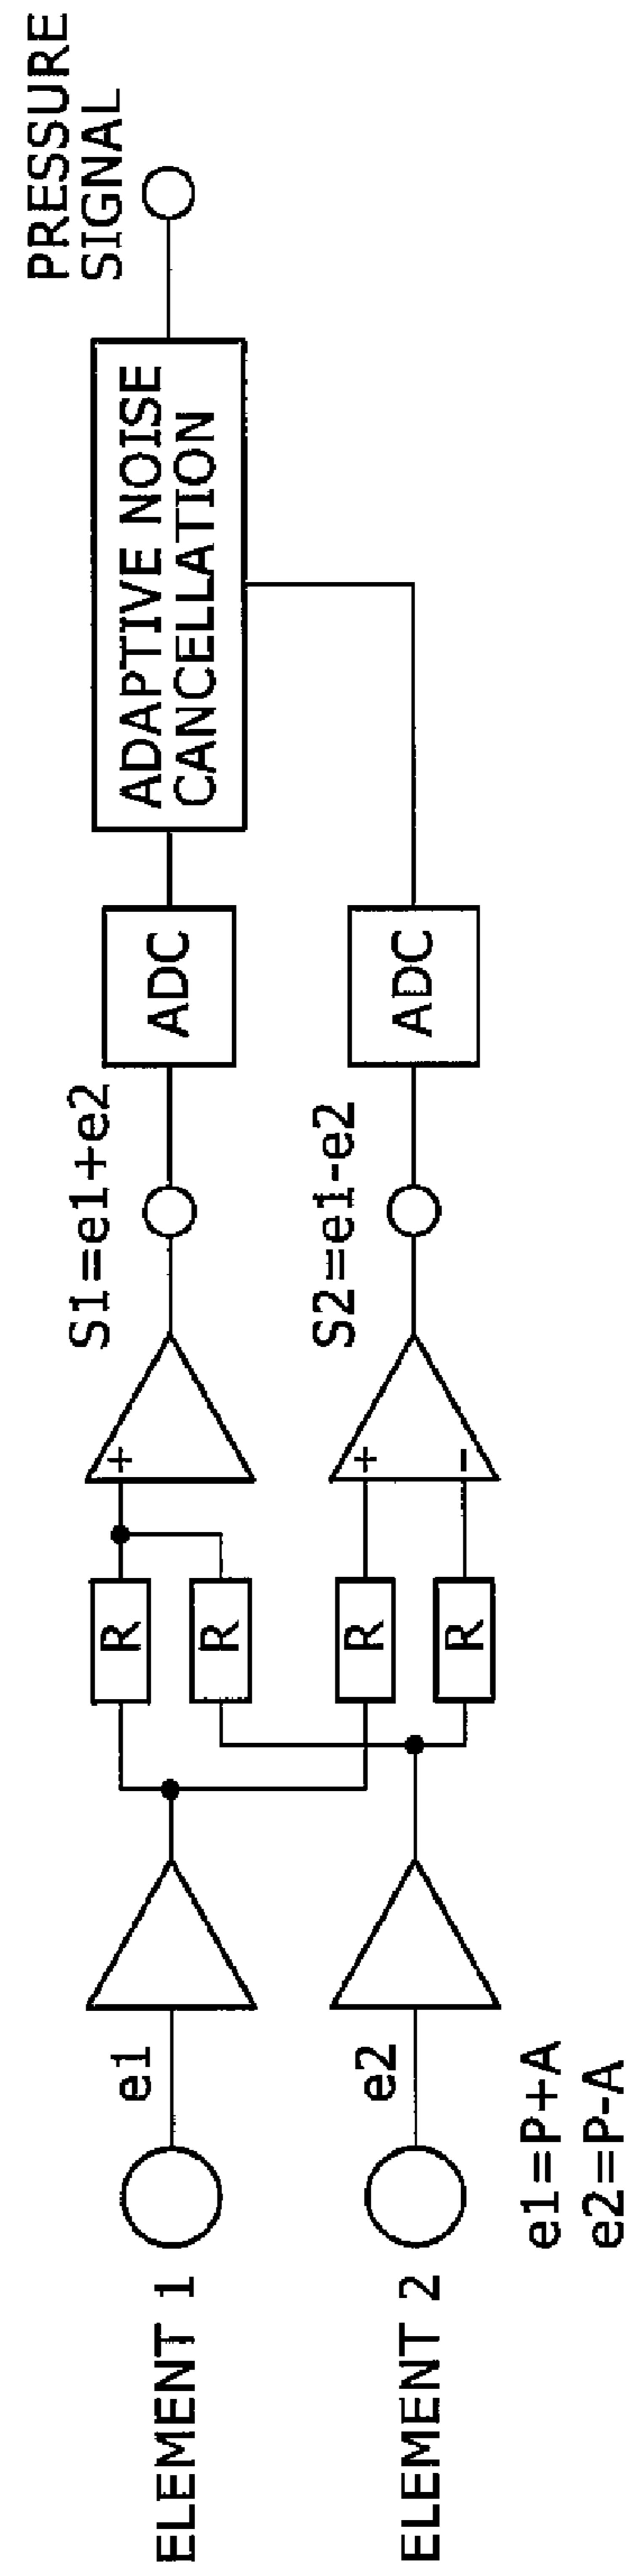 ELEMENT 1
e1
R
R
+
S1=e1+e2
ADC
ADAPTIVE NOISE
CANCELLATION
PRESSURE
SIGNAL
ELEMENT 2
e2
R
R
+
-
S2=e1-e2
ADC
e1=P+A
e2=P-A